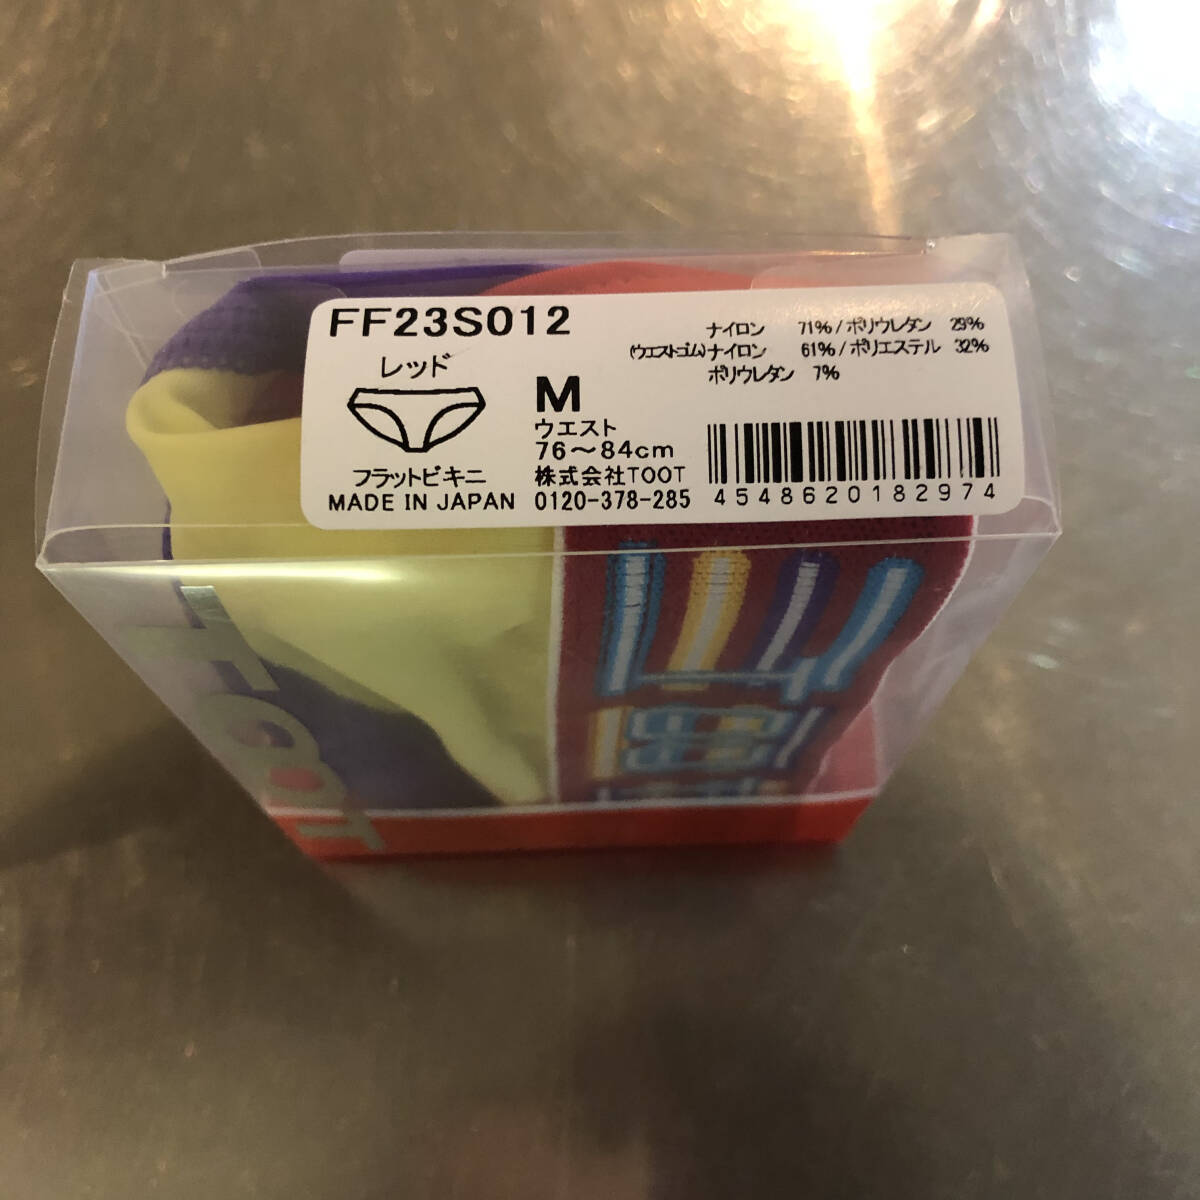 FF23S012
レッド
フラットビキニ
MADE IN JAPAN
M
ウエスト
76～84cm
株式会社TOOT
0120-378-285
ナイロン 71%/ポリウレタン 29%
(ウエストゴム)ナイロン 61%/ポリエステル 32%
ポリウレタン 7%
4548620182974
TOOT